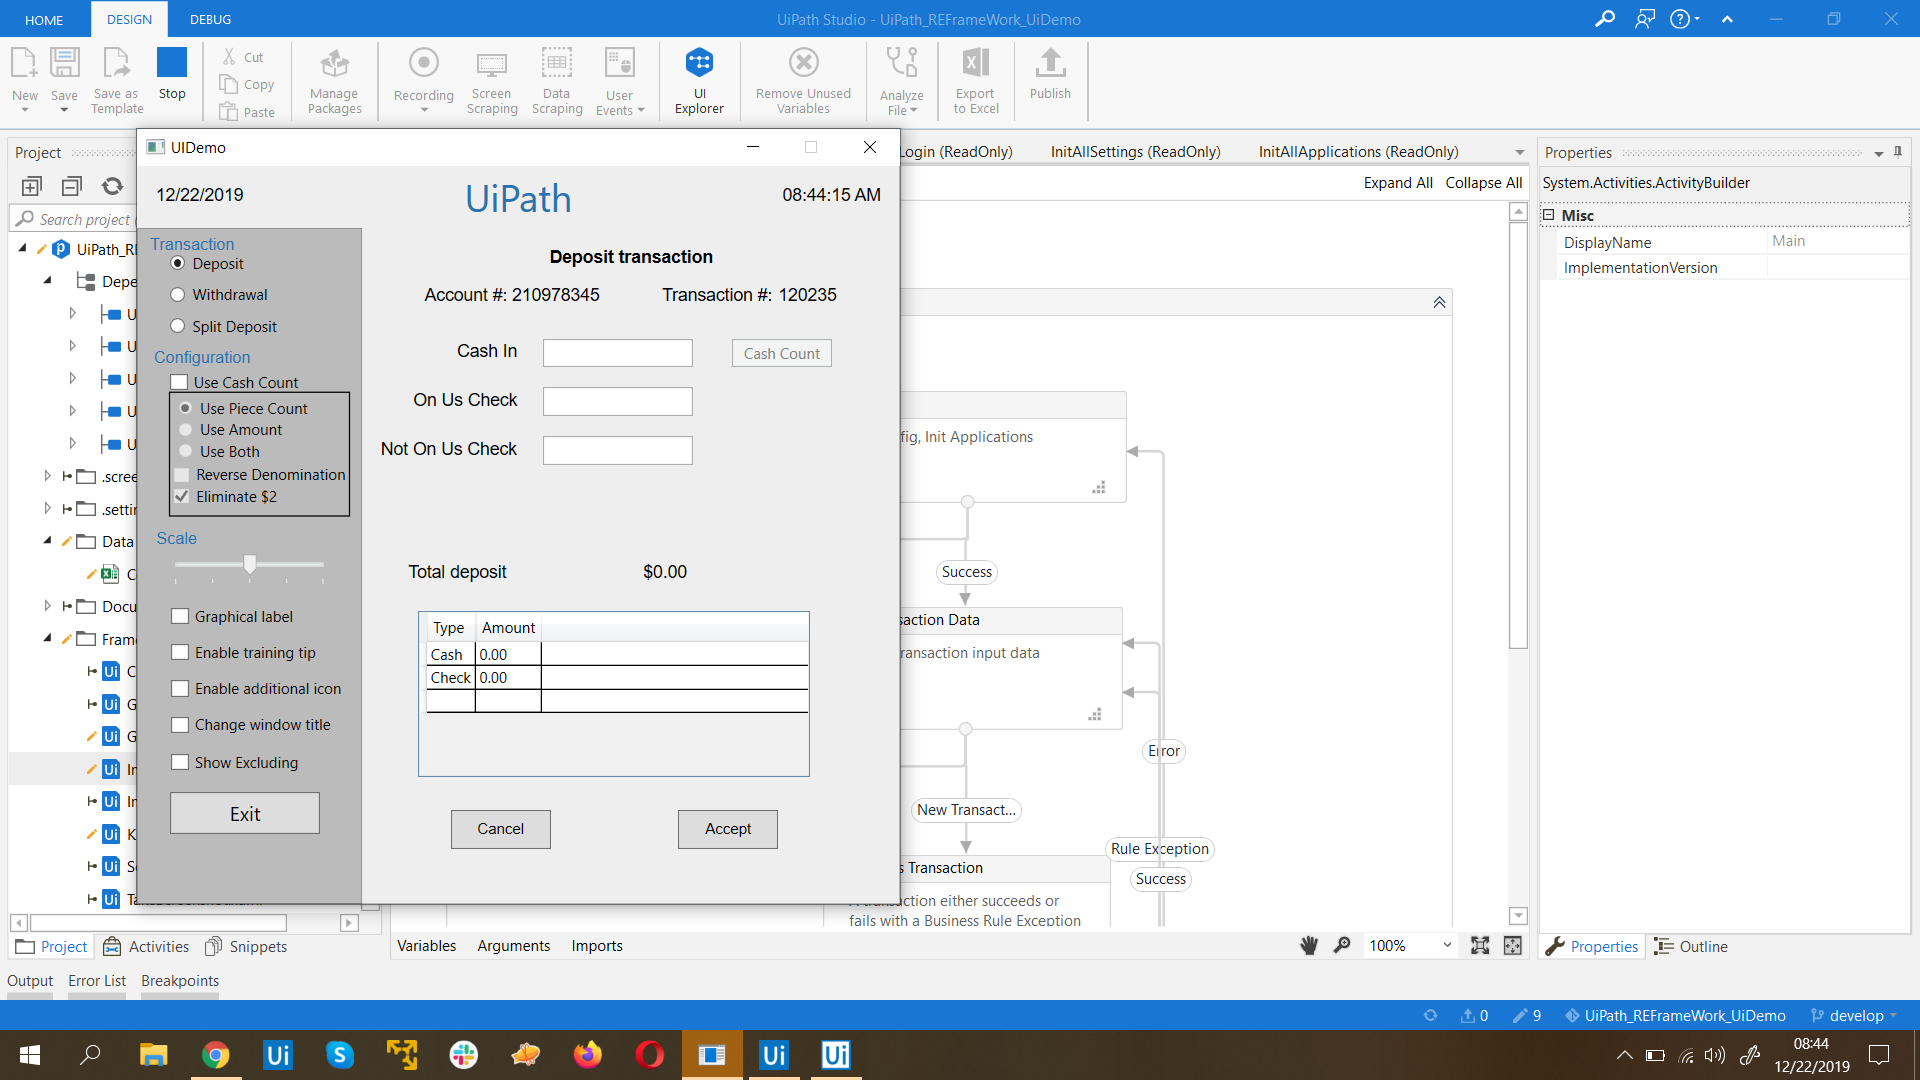 HOME DESIGN DEBUG
UiPath Studio - UiPath_REFrameWork_UiDemo
New Save Save as Template Stop
Cut
Copy
Paste
Manage Packages
Recording
Screen Scraping
Data Scraping
User Events
UI Explorer
Remove Unused Variables
Analyze File
Export to Excel
Publish
Project
Search project
UiPath_R
Depe
U
U
U
U
U
.scree
.settin
Data
C
Docu
Fram
C
G
G
In
In
K
Se
UIDemo
12/22/2019
UiPath
08:44:15 AM
Transaction
Deposit
Withdrawal
Split Deposit
Configuration
Use Cash Count
Use Piece Count
Use Amount
Use Both
Reverse Denomination
Eliminate $2
Scale
Graphical label
Enable training tip
Enable additional icon
Change window title
Show Excluding
Exit
Deposit transaction
Account #: 210978345 Transaction #: 120235
Cash In
Cash Count
On Us Check
Not On Us Check
Total deposit $0.00
Type Amount
Cash 0.00
Check 0.00
Cancel Accept
Login (ReadOnly) InitAllSettings (ReadOnly) InitAllApplications (ReadOnly)
Expand All Collapse All
fig, Init Applications
Success
saction Data
ransaction input data
Error
New Transact...
Rule Exception
Success
s Transaction
A transaction either succeeds or
fails with a Business Rule Exception
Properties
System.Activities.ActivityBuilder
Misc
DisplayName Main
ImplementationVersion
Project Activities Snippets
Variables Arguments Imports
100%
Properties Outline
Output Error List Breakpoints
0 9 UiPath_REFrameWork_UiDemo develop
Ui Ui Ui
08:44
12/22/2019